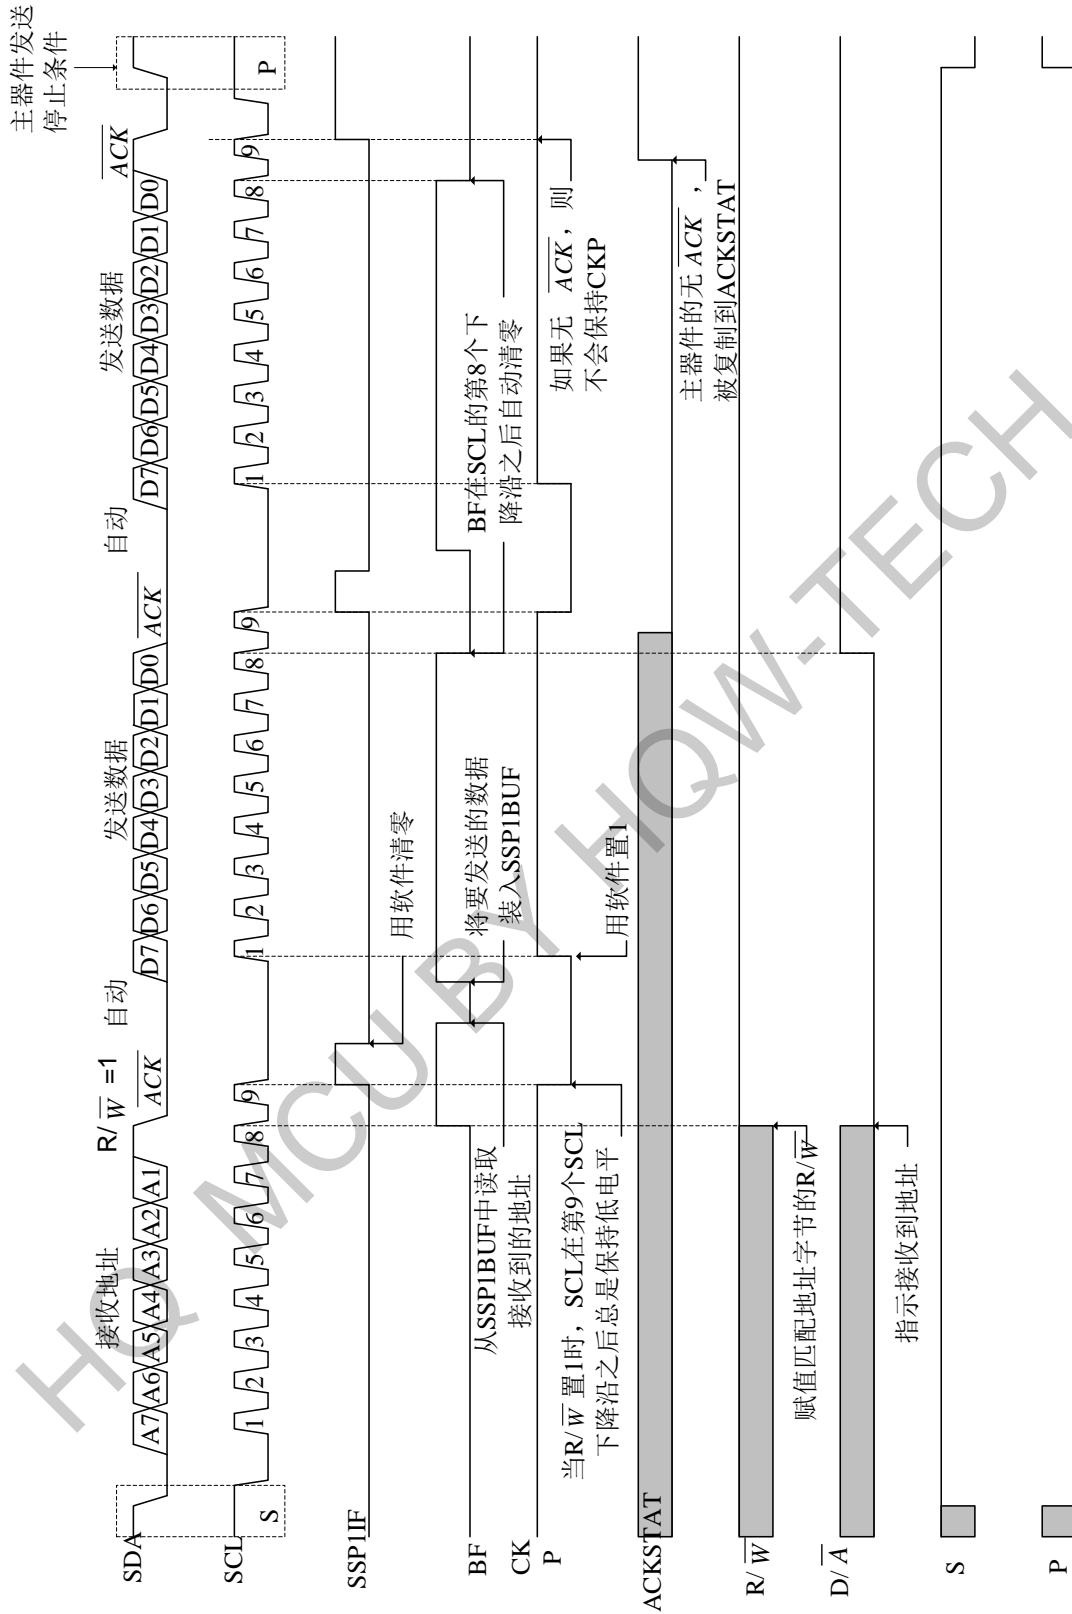 主器件发送
停止条件
接收地址
R/W =1
自动
发送数据
自动
发送数据
ACK
SDA
A7 A6 A5 A4 A3 A2 A1
ACK
D7 D6 D5 D4 D3 D2 D1 D0
ACK
D7 D6 D5 D4 D3 D2 D1 D0
SCL
S
1 2 3 4 5 6 7 8 9
1 2 3 4 5 6 7 8 9
1 2 3 4 5 6 7 8 9
P
SSP1IF
用软件清零
BF
从SSP1BUF中读取
接收到的地址
将要发送的数据
装入SSP1BUF
BF在SCL的第8个下
降沿之后自动清零
CK
P
当R/W 置1时，SCL在第9个SCL
下降沿之后总是保持低电平
用软件置1
如果无 ACK ，则
不会保持CKP
ACKSTAT
主器件的无 ACK ，
被复制到ACKSTAT
R/W
赋值匹配地址字节的R/W
D/A
指示接收到地址
S
P
HQ MCU BY HQW-TECH